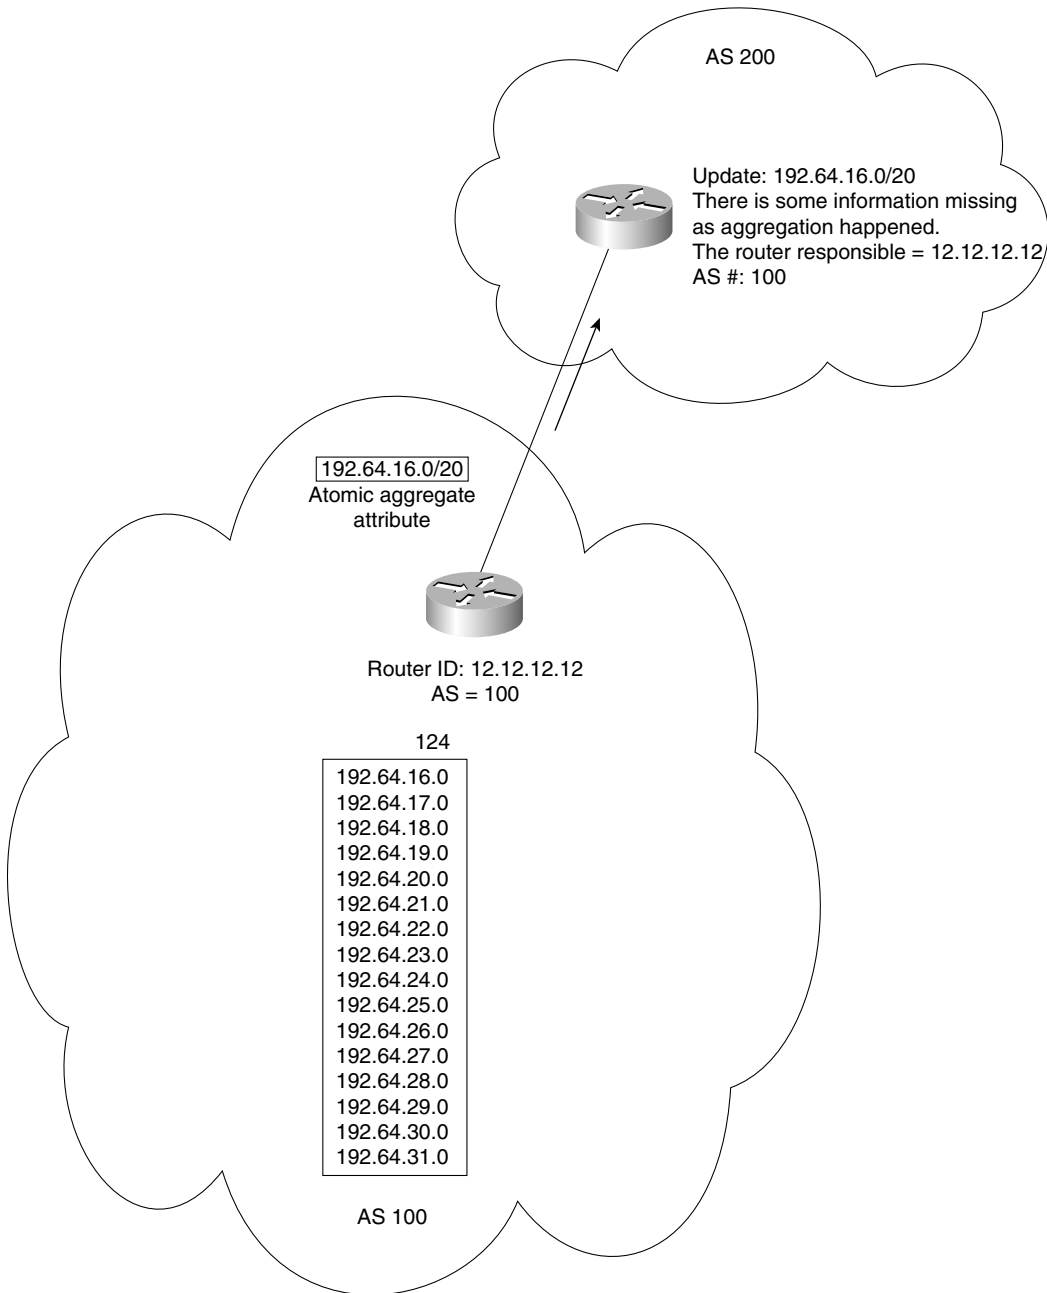 AS 200
Update: 192.64.16.0/20
There is some information missing
as aggregation happened.
The router responsible = 12.12.12.12
AS #: 100
192.64.16.0/20
Atomic aggregate
attribute
Router ID: 12.12.12.12
AS = 100
124
192.64.16.0
192.64.17.0
192.64.18.0
192.64.19.0
192.64.20.0
192.64.21.0
192.64.22.0
192.64.23.0
192.64.24.0
192.64.25.0
192.64.26.0
192.64.27.0
192.64.28.0
192.64.29.0
192.64.30.0
192.64.31.0
AS 100